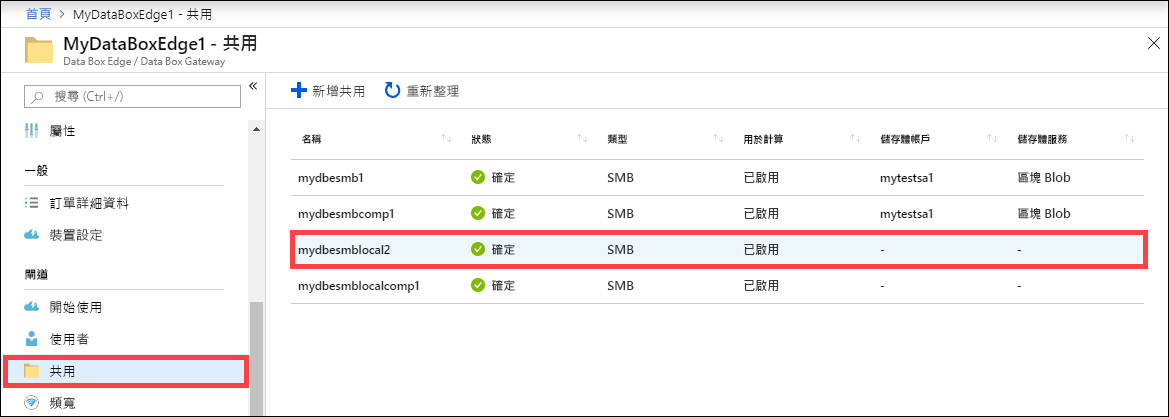 首頁 > MyDataBoxEdge1 - 共用
MyDataBoxEdge1 - 共用
Data Box Edge / Data Box Gateway
搜尋 (Ctrl+/)
屬性
一般
訂單詳細資料
裝置設定
閘道
開始使用
使用者
共用
頻寬
新增共用 重新整理
名稱 狀態 類型 用於計算 儲存體帳戶 儲存體服務
mydbesmb1 確定 SMB 已啟用 mytestsa1 區塊 Blob
mydbesmbcomp1 確定 SMB 已啟用 mytestsa1 區塊 Blob
mydbesmblocal2 確定 SMB 已啟用 - -
mydbesmblocalcomp1 確定 SMB 已啟用 - -